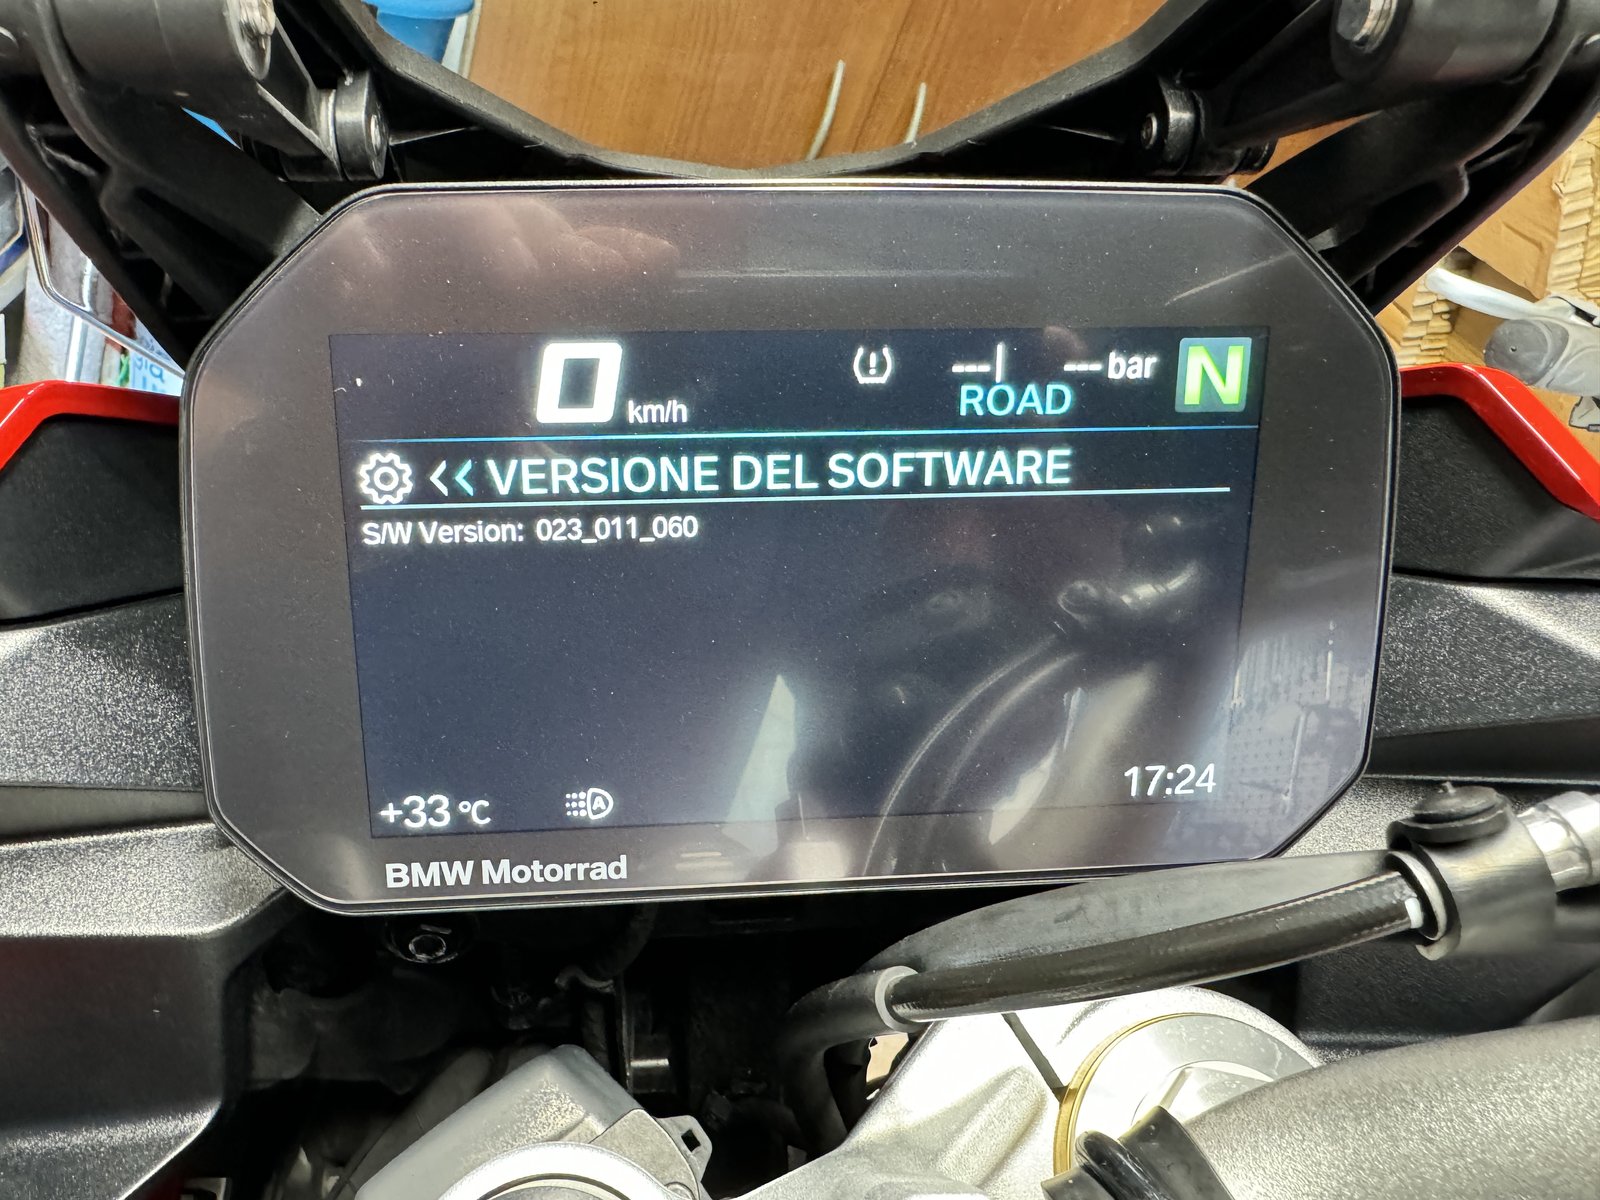 0 km/h
---| --- bar
N
ROAD
<< VERSIONE DEL SOFTWARE
S/W Version: 023_011_060
+33 °C
A
17:24
BMW Motorrad